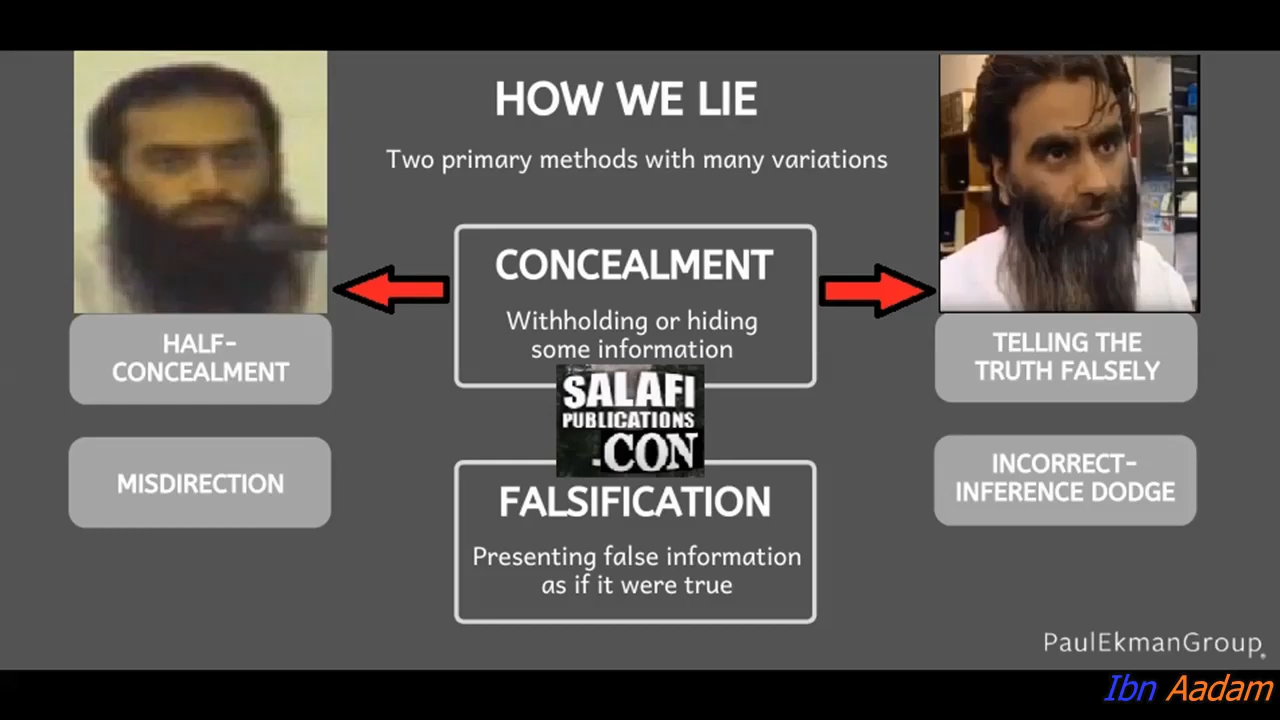 HOW WE LIE
Two primary methods with many variations
CONCEALMENT
Withholding or hiding
some information
HALF-
CONCEALMENT
TELLING THE
TRUTH FALSELY
SALAFI
PUBLICATIONS
.CON
MISDIRECTION
INCORRECT-
INFERENCE DODGE
FALSIFICATION
Presenting false information
as if it were true
PaulEkmanGroup®
Ibn Aadam